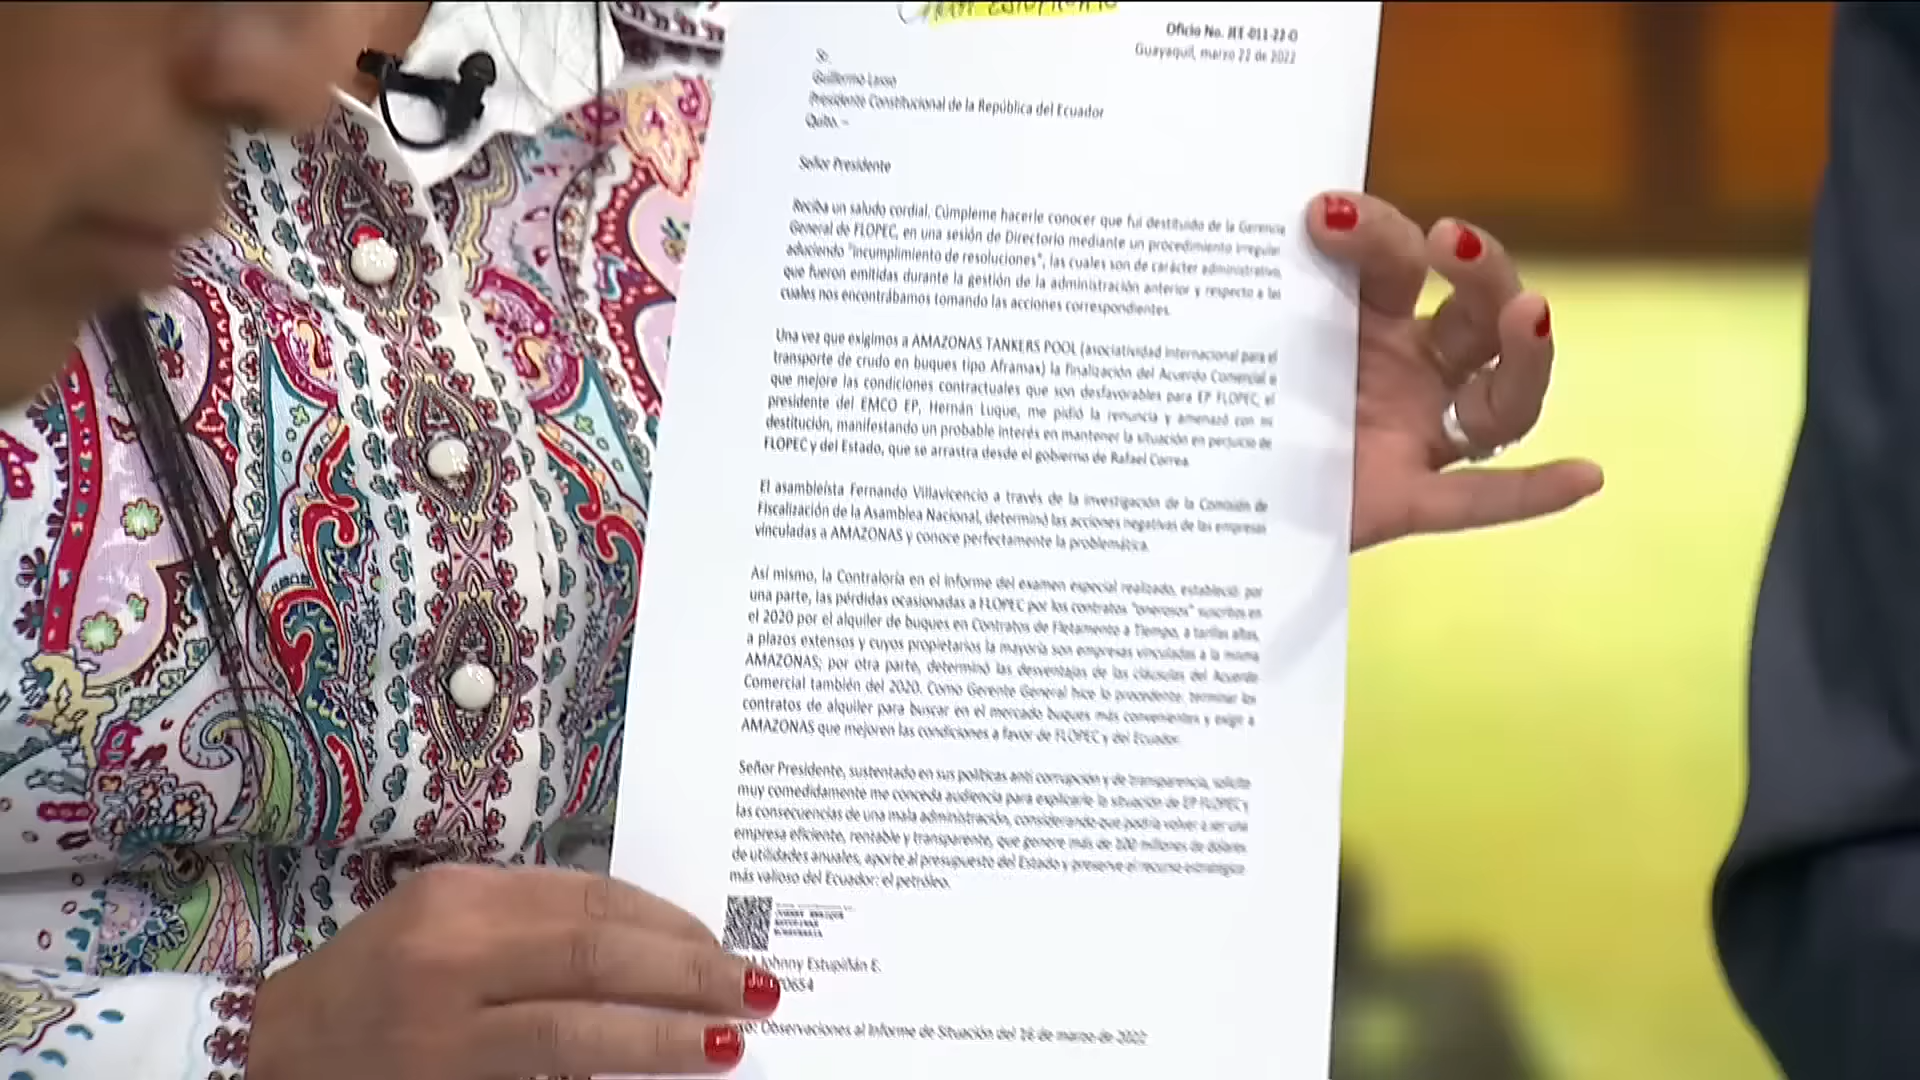 Oficio No. JEE-011-22-O
Guayaquil, marzo 22 de 2022
Sr.
Guillermo Lasso
Presidente Constitucional de la República del Ecuador
Quito. –
Señor Presidente
Reciba un saludo cordial. Cúmpleme hacerle conocer que fui destituido de la Gerencia
General de FLOPEC, en una sesión de Directorio mediante un procedimiento irregular
aduciendo "incumplimiento de resoluciones", las cuales son de carácter administrativo,
que fueron emitidas durante la gestión de la administración anterior y respecto a las
cuales nos encontrábamos tomando las acciones correspondientes.
Una vez que exigimos a AMAZONAS TANKERS POOL (asociatividad internacional para el
transporte de crudo en buques tipo Aframax) la finalización del Acuerdo Comercial o
que mejore las condiciones contractuales que son desfavorables para EP FLOPEC, el
presidente del EMCO EP, Hernán Luque, me pidió la renuncia y amenazó con mi
destitución, manifestando un probable interés en mantener la situación en perjuicio de
FLOPEC y del Estado, que se arrastra desde el gobierno de Rafael Correa.
El asambleísta Fernando Villavicencio a través de la investigación de la Comisión de
Fiscalización de la Asamblea Nacional, determinó las acciones negativas de las empresas
vinculadas a AMAZONAS y conoce perfectamente la problemática.
Así mismo, la Contraloría en el informe del examen especial realizado, estableció, por
una parte, las pérdidas ocasionadas a FLOPEC por los contratos "onerosos" suscritos en
el 2020 por el alquiler de buques en Contratos de Fletamento a Tiempo, a tarifas altas,
a plazos extensos y cuyos propietarios la mayoría son empresas vinculadas a la misma
AMAZONAS; por otra parte, determinó las desventajas de las cláusulas del Acuerdo
Comercial también del 2020. Como Gerente General hice lo procedente, terminar los
contratos de alquiler para buscar en el mercado buques más convenientes y exigir a
AMAZONAS que mejoren las condiciones a favor de FLOPEC y del Ecuador.
Señor Presidente, sustentado en sus políticas anti corrupción y de transparencia, solicito
muy comedidamente me conceda audiencia para explicarle la situación de EP FLOPEC y
las consecuencias de una mala administración, considerando que podría volver a ser una
empresa eficiente, rentable y transparente, que genere más de 100 millones de dólares
de utilidades anuales, aporte al presupuesto del Estado y preserve el recurso estratégico
más valioso del Ecuador: el petróleo.
Johnny Estupiñán E.
0654
Observaciones al Informe de Situación del 16 de marzo de 2022